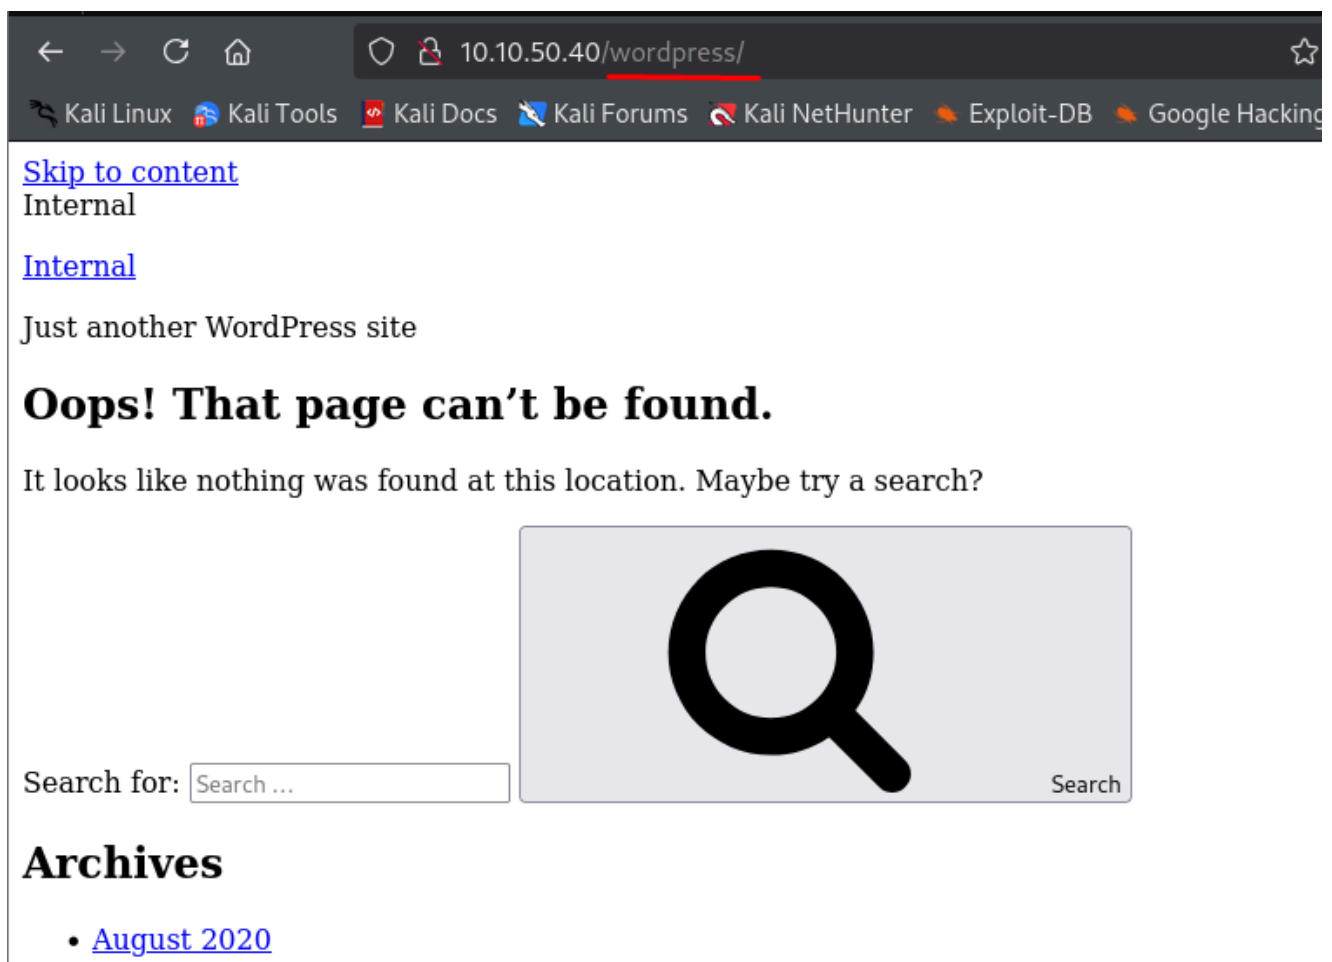 10.10.50.40/wordpress/
Kali Linux Kali Tools Kali Docs Kali Forums Kali NetHunter Exploit-DB Google Hacking
Skip to content
Internal
Internal
Just another WordPress site
Oops! That page can’t be found.
It looks like nothing was found at this location. Maybe try a search?
Search for: Search … Search
Archives
August 2020